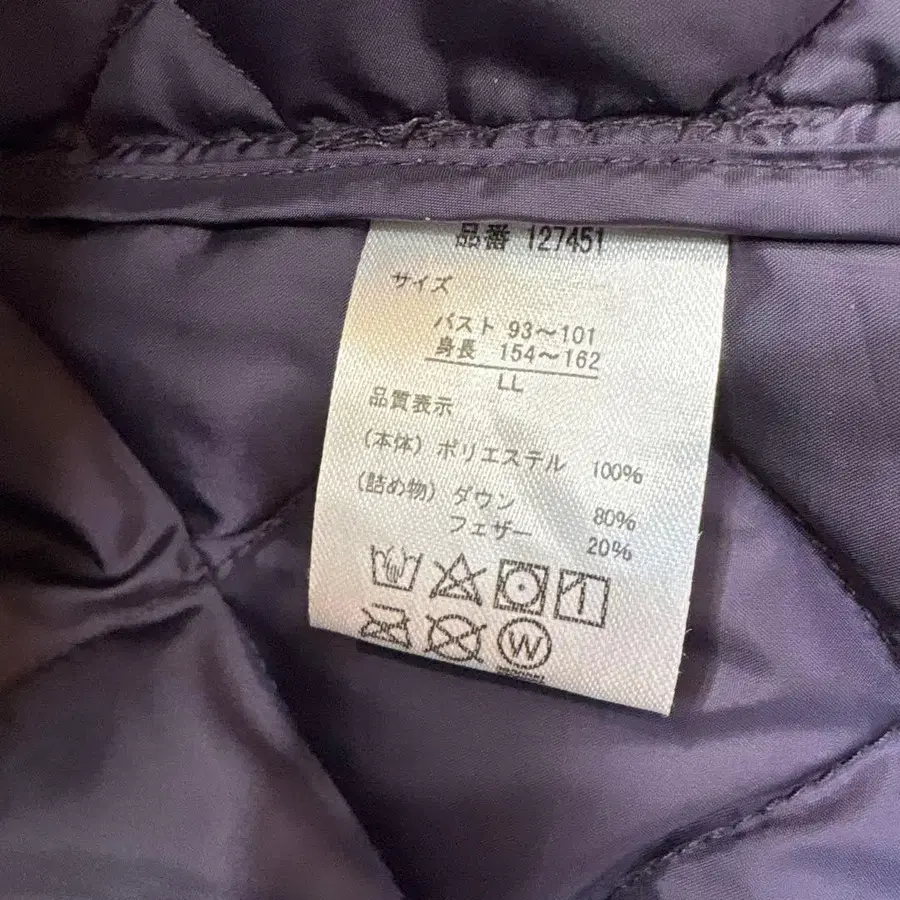 品番 127451
サイズ
バスト 93～101
身長 154～162
LL
品質表示
(本体) ポリエステル 100%
(詰め物) ダウン 80%
フェザー 20%
W